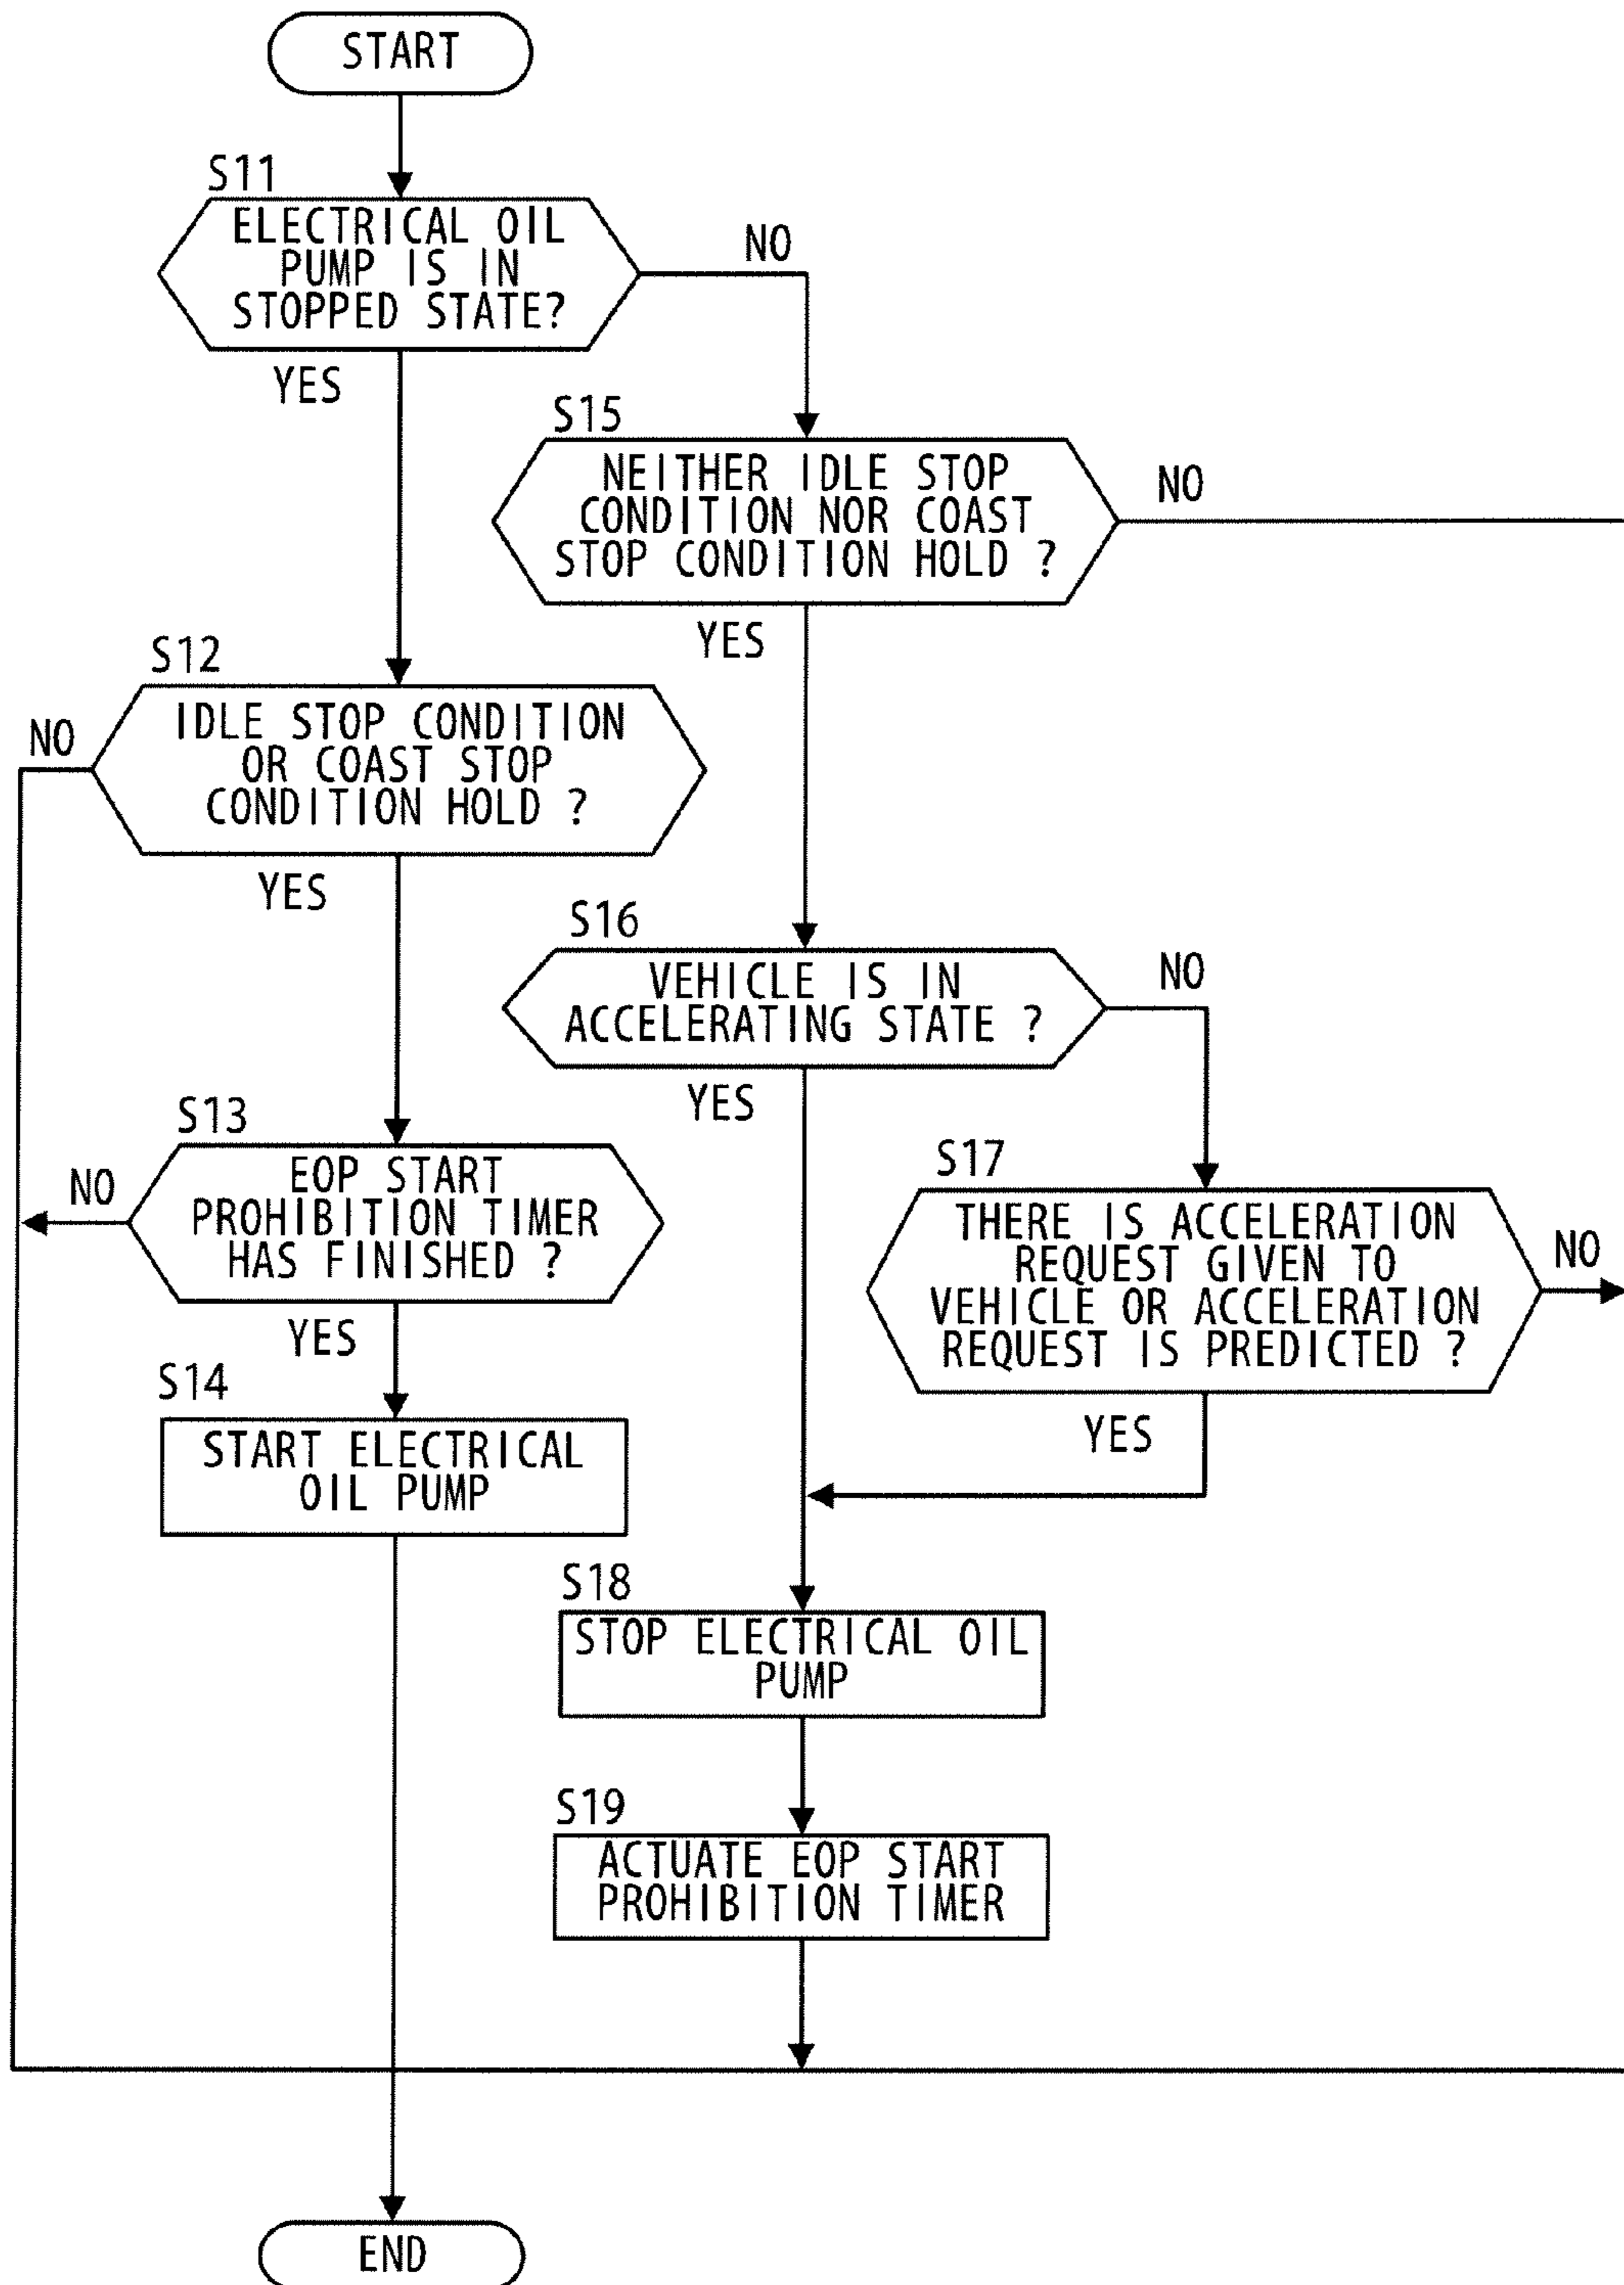 START
S11
ELECTRICAL OIL
PUMP IS IN
STOPPED STATE?
NO
YES
S15
NEITHER IDLE STOP
CONDITION NOR COAST
STOP CONDITION HOLD ?
NO
YES
S12
IDLE STOP CONDITION
OR COAST STOP
CONDITION HOLD ?
NO
YES
S16
VEHICLE IS IN
ACCELERATING STATE ?
NO
YES
S13
EOP START
PROHIBITION TIMER
HAS FINISHED ?
NO
YES
S17
THERE IS ACCELERATION
REQUEST GIVEN TO
VEHICLE OR ACCELERATION
REQUEST IS PREDICTED ?
NO
YES
S14
START ELECTRICAL
OIL PUMP
S18
STOP ELECTRICAL OIL
PUMP
S19
ACTUATE EOP START
PROHIBITION TIMER
END